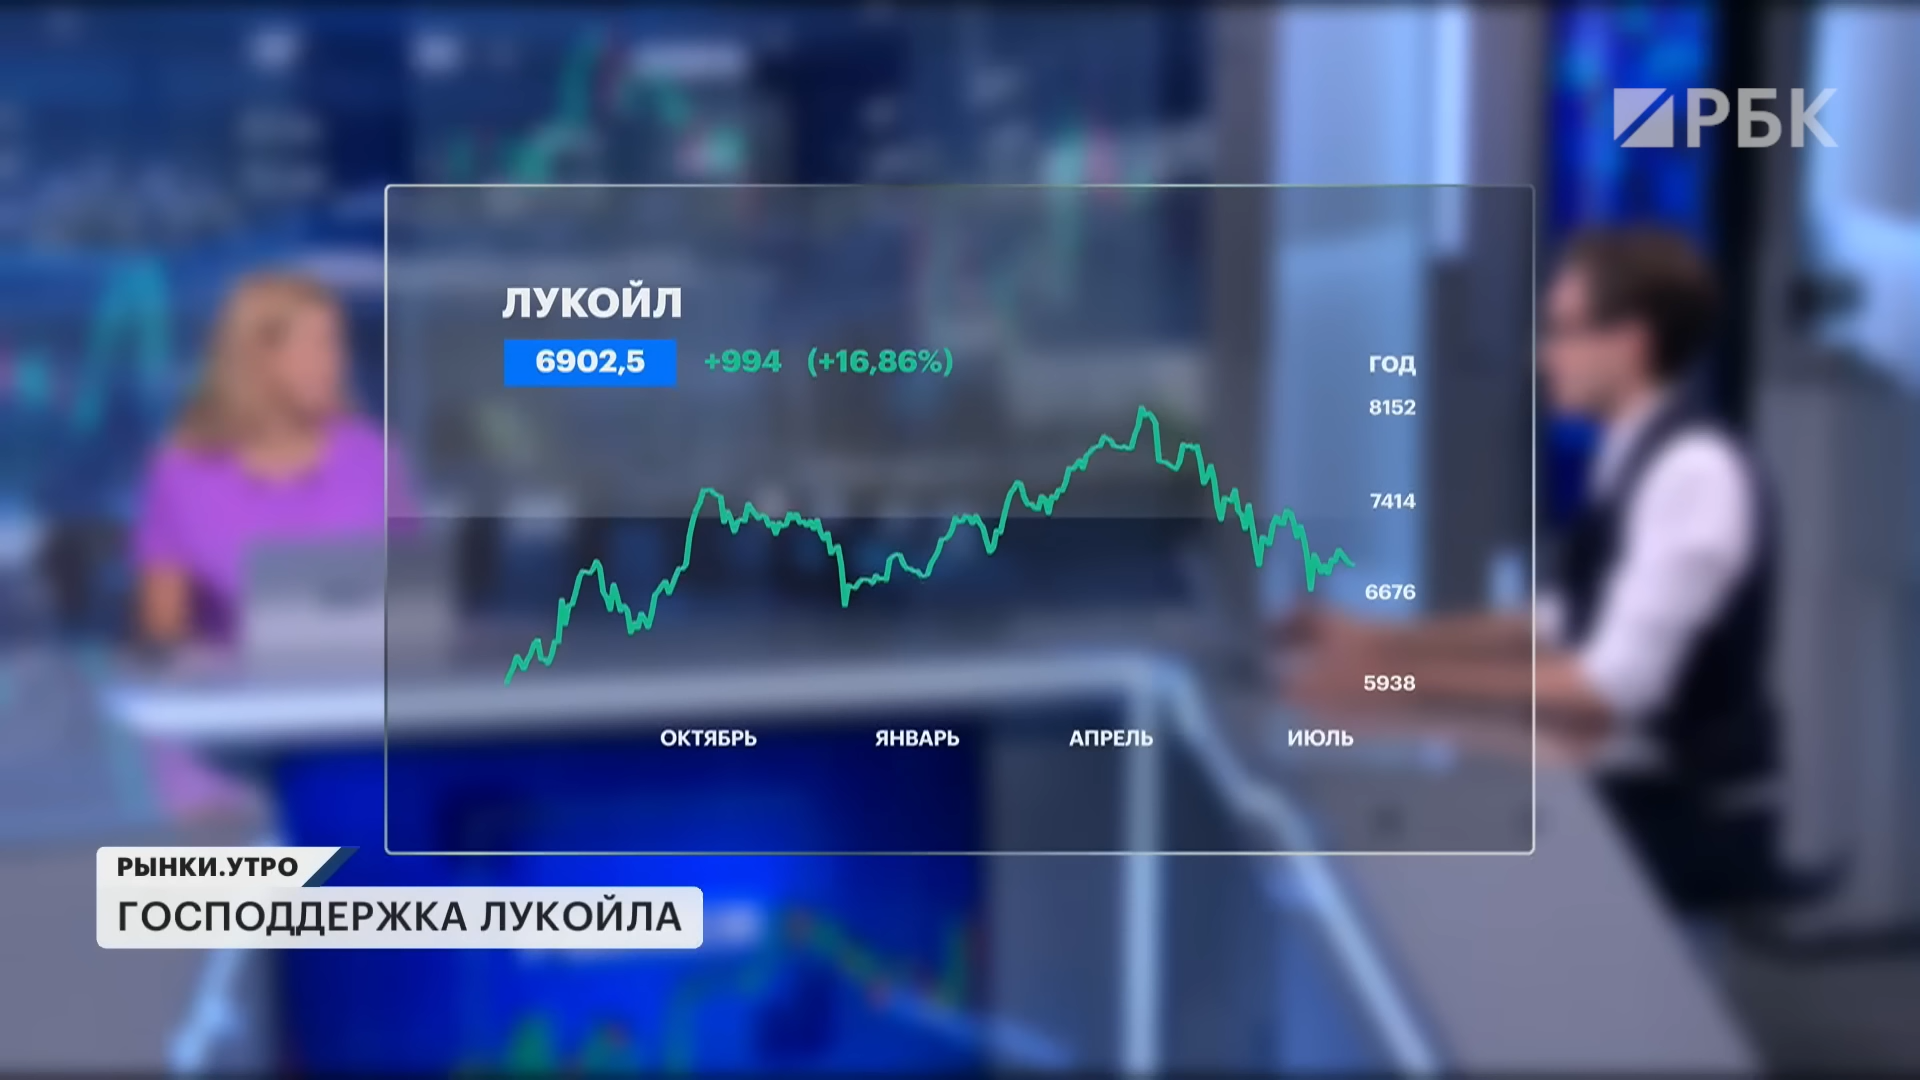 РБК
ЛУКОЙЛ
6902,5 +994 (+16,86%)
ГОД
8152
7414
6676
5938
ОКТЯБРЬ ЯНВАРЬ АПРЕЛЬ ИЮЛЬ
РЫНКИ.УТРО
ГОСПОДДЕРЖКА ЛУКОЙЛА